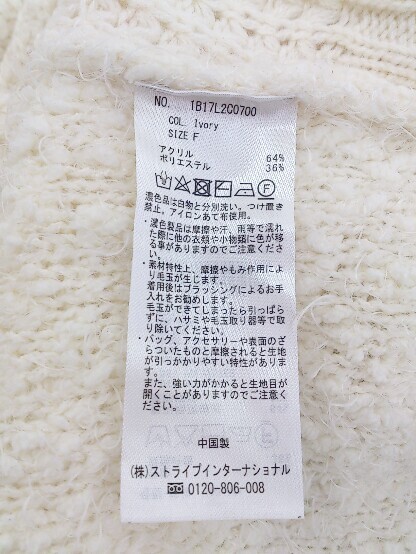 NO. 1B17L2C0700
COL. Ivory
SIZE F
アクリル 64%
ポリエステル 36%
濃色品は白物と分別洗い。つけ置き
禁止。アイロンあて布使用。
・濃色製品は摩擦や汗、雨等で濡れ
た際に他の衣類や小物類に色が移
る事がありますのでご注意くださ
い。
・素材特性上、摩擦やもみ作用によ
り毛玉が生じます。
着用後はブラッシングによるお手
入れをお勧めします。
毛玉ができてしまったら引っぱら
ずに、ハサミや毛玉取り器等で取
り除いてください。
・バッグ、アクセサリーや表面のざ
らついたものと摩擦されると生地
が引っかかりやすい特性がありま
す。
また、強い力がかかると生地目が
開くことがありますのでご注意く
ださい。
中国製
(株)ストライプインターナショナル
0120-806-008